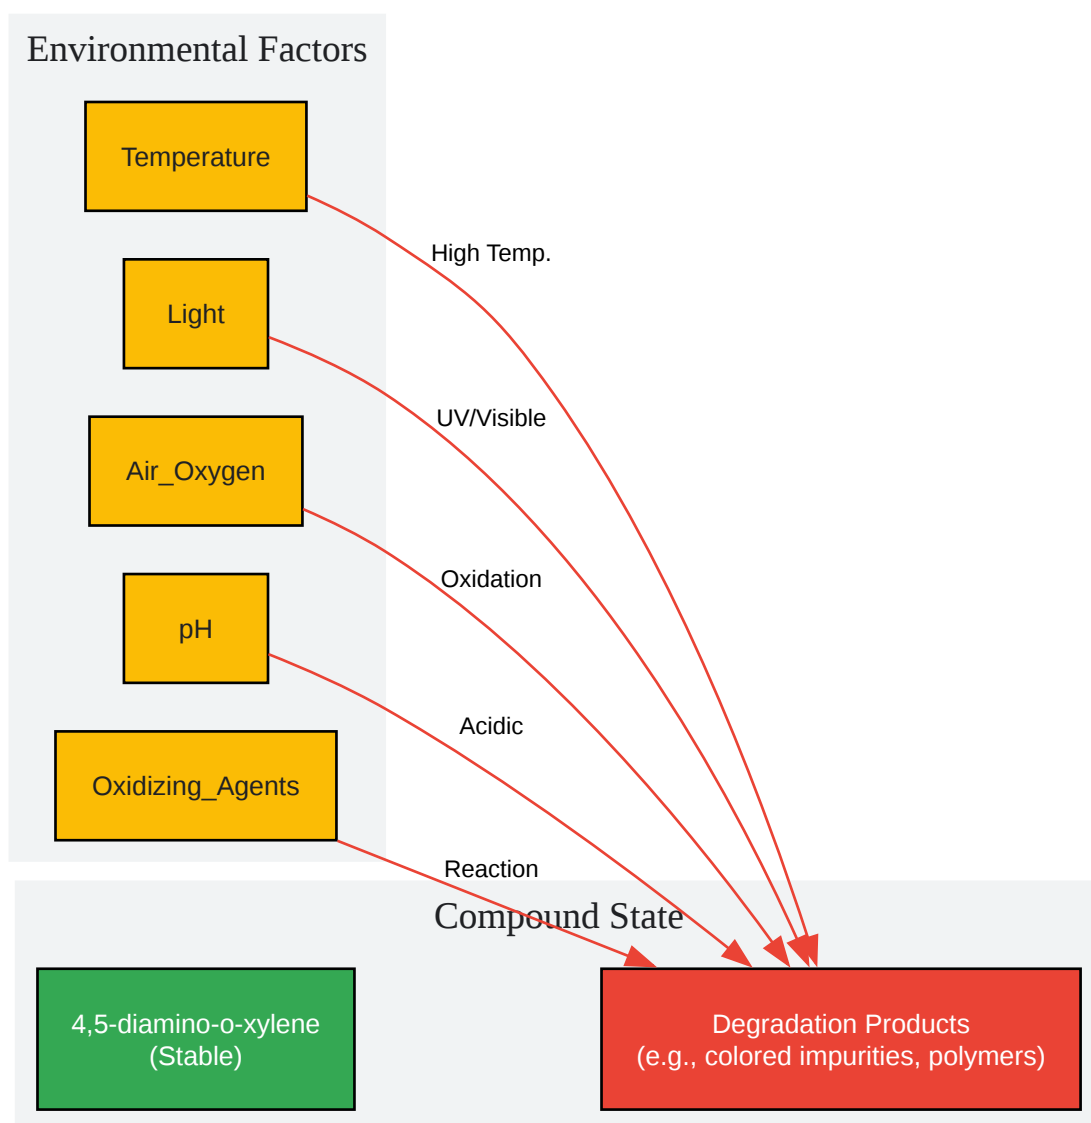 Environmental Factors
Temperature
High Temp.
Light
UV/Visible
Air_Oxygen
Oxidation
pH
Acidic
Oxidizing_Agents
Reaction
Compound State
4,5-diamino-o-xylene
(Stable)
Degradation Products
(e.g., colored impurities, polymers)